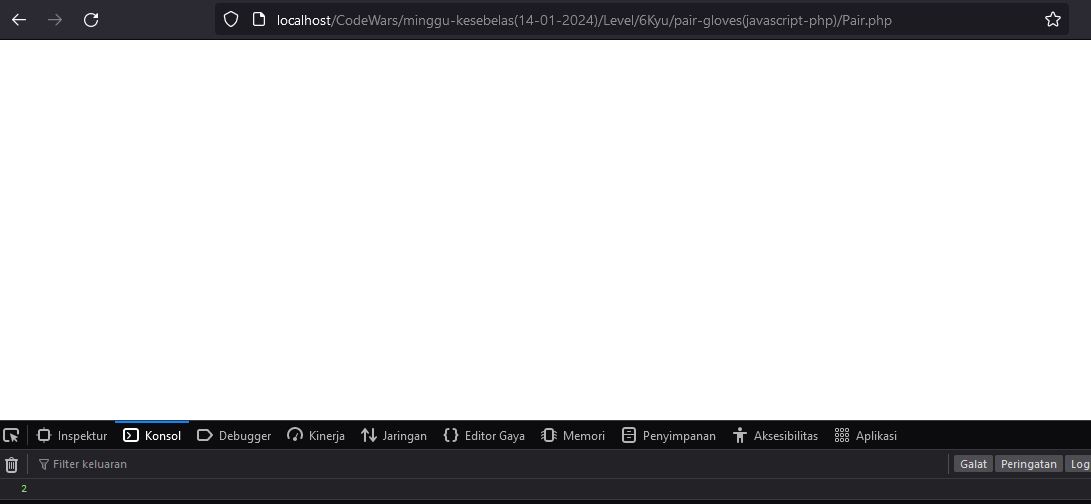 localhost/CodeWars/minggu-kesebelas(14-01-2024)/Level/6Kyu/pair-gloves(javascript-php)/Pair.php
Inspektur Konsol Debugger Kinerja Jaringan Editor Gaya Memori Penyimpanan Aksesibilitas Aplikasi
Filter keluaran Galat Peringatan Log
2